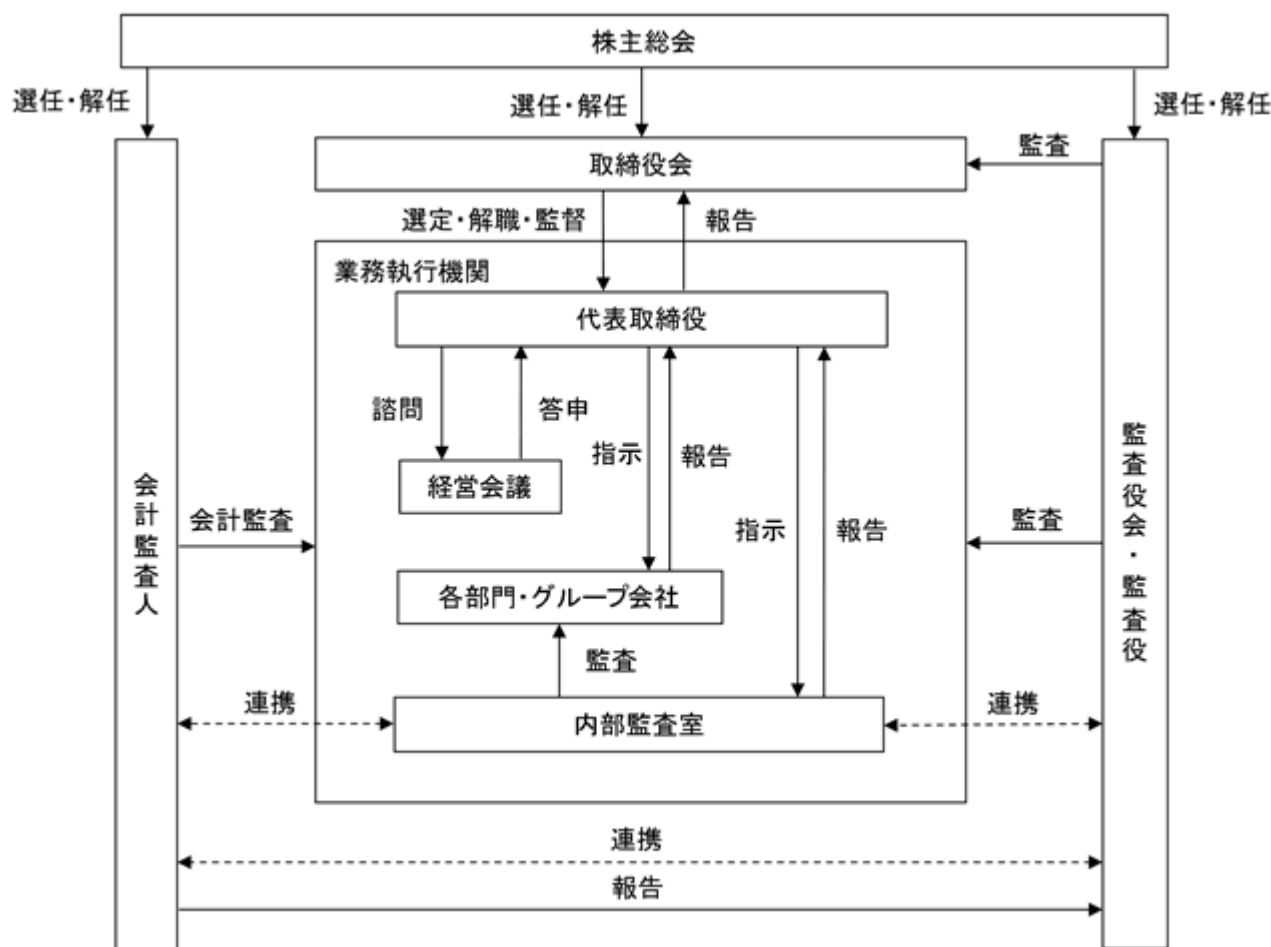 株主総会
選任・解任
選任・解任
選任・解任
取締役会
監査
選定・解職・監督
報告
業務執行機関
代表取締役
諮問
答申
指示
報告
経営会議
指示
報告
会計監査
監査
会計監査人
監査役会・監査役
各部門・グループ会社
監査
連携
内部監査室
連携
連携
報告